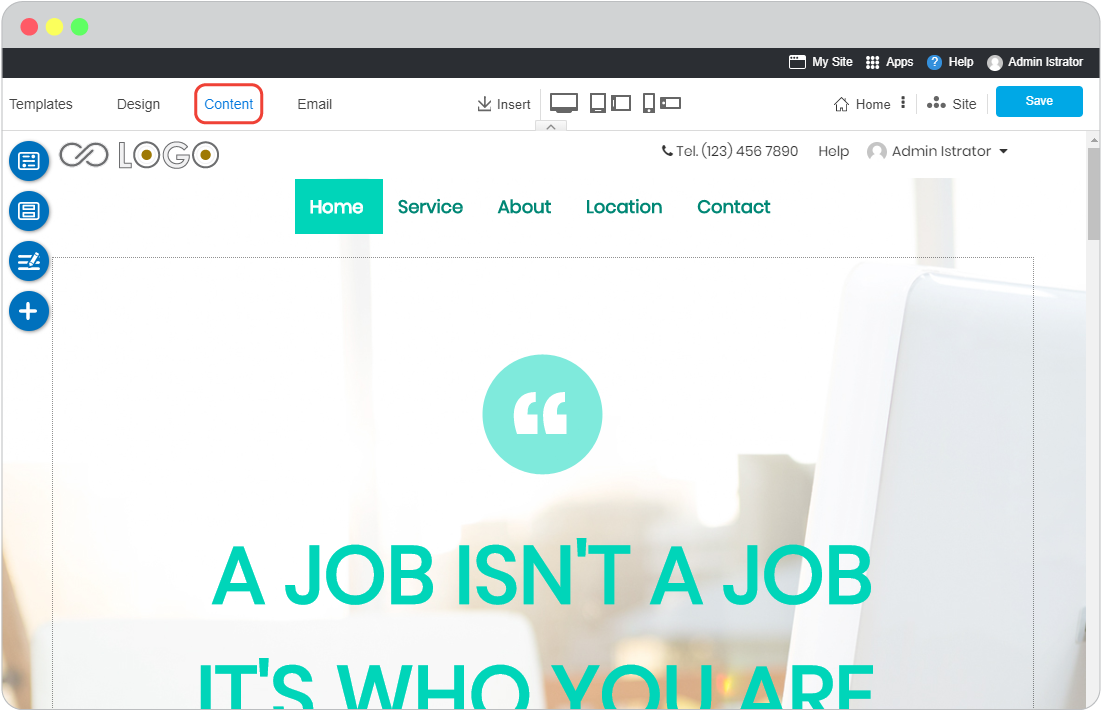 My Site Apps ? Help Admin Istrator
Templates Design Content Email Insert Home Site Save
LOGO Tel. (123) 456 7890 Help Admin Istrator
Home Service About Location Contact
“
A JOB ISN'T A JOB
IT'S WHO YOU ARE